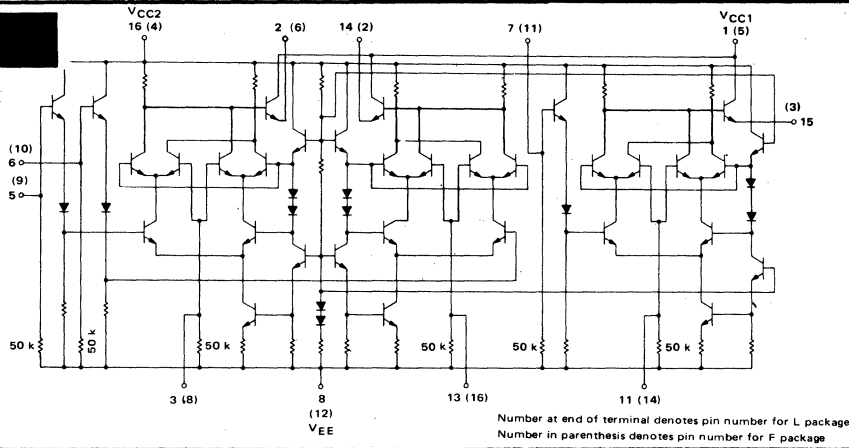 VCC2
16 (4)
2 (6)
14 (2)
7 (11)
VCC1
1 (5)
(3)
15
(10)
6
(9)
5
50 k
50 k
50 k
50 k
50 k
50 k
3 (8)
8
(12)
VEE
13 (16)
11 (14)
Number at end of terminal denotes pin number for L package
Number in parenthesis denotes pin number for F package